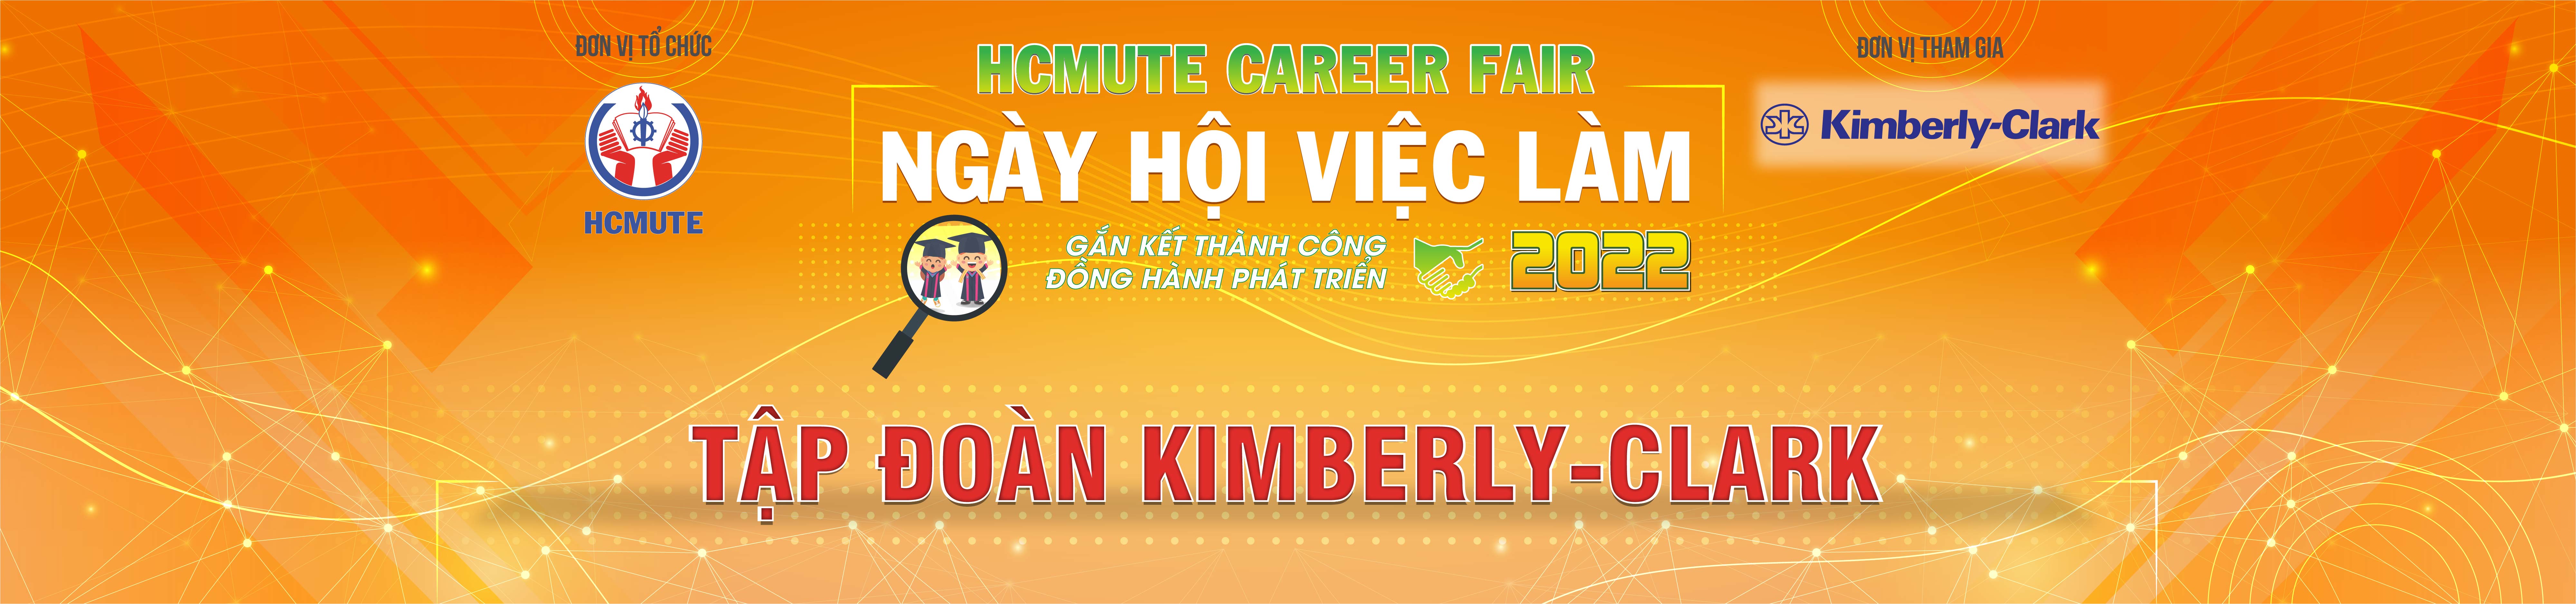 ĐƠN VỊ TỔ CHỨC
HCMUTE
HCMUTE CAREER FAIR
NGÀY HỘI VIỆC LÀM
GẮN KẾT THÀNH CÔNG
ĐỒNG HÀNH PHÁT TRIỂN
2022
ĐƠN VỊ THAM GIA
Kimberly-Clark
TẬP ĐOÀN KIMBERLY-CLARK